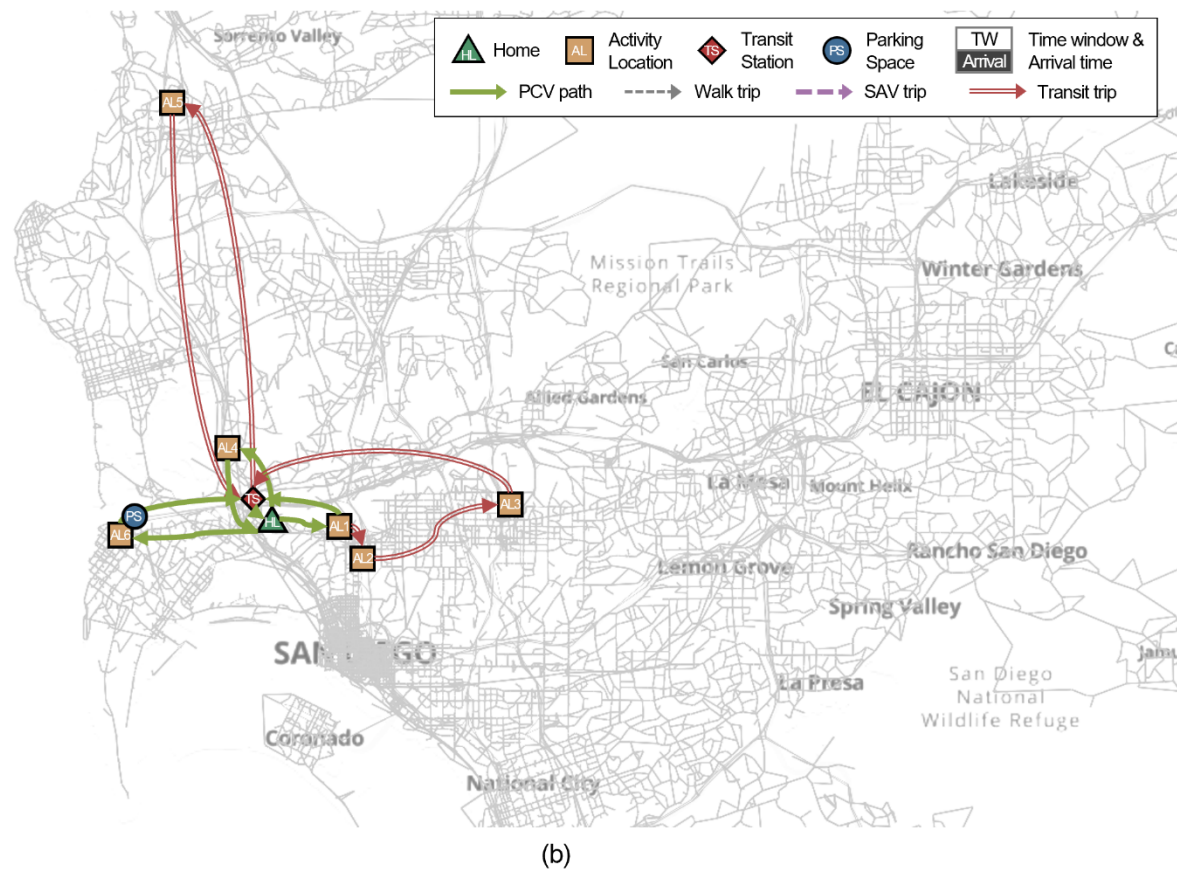 Sorrento Valley
HL
Home
AL
Activity
Location
TS
Transit
Station
PS
Parking
Space
TW
Arrival
Time window &
Arrival time
PCV path
Walk trip
SAV trip
Transit trip
AL5
Lakeside
Mission Trails
Regional Park
Winter Gardens
San Carlos
EL CAJON
Allied Gardens
AL4
La Mesa
Mount Helix
TS
AL3
PS
HL
AL1
AL6
AL2
Rancho San Diego
Lemon Grove
Spring Valley
SAN DIEGO
La Presa
San Diego
National
Wildlife Refuge
Coronado
National City
(b)